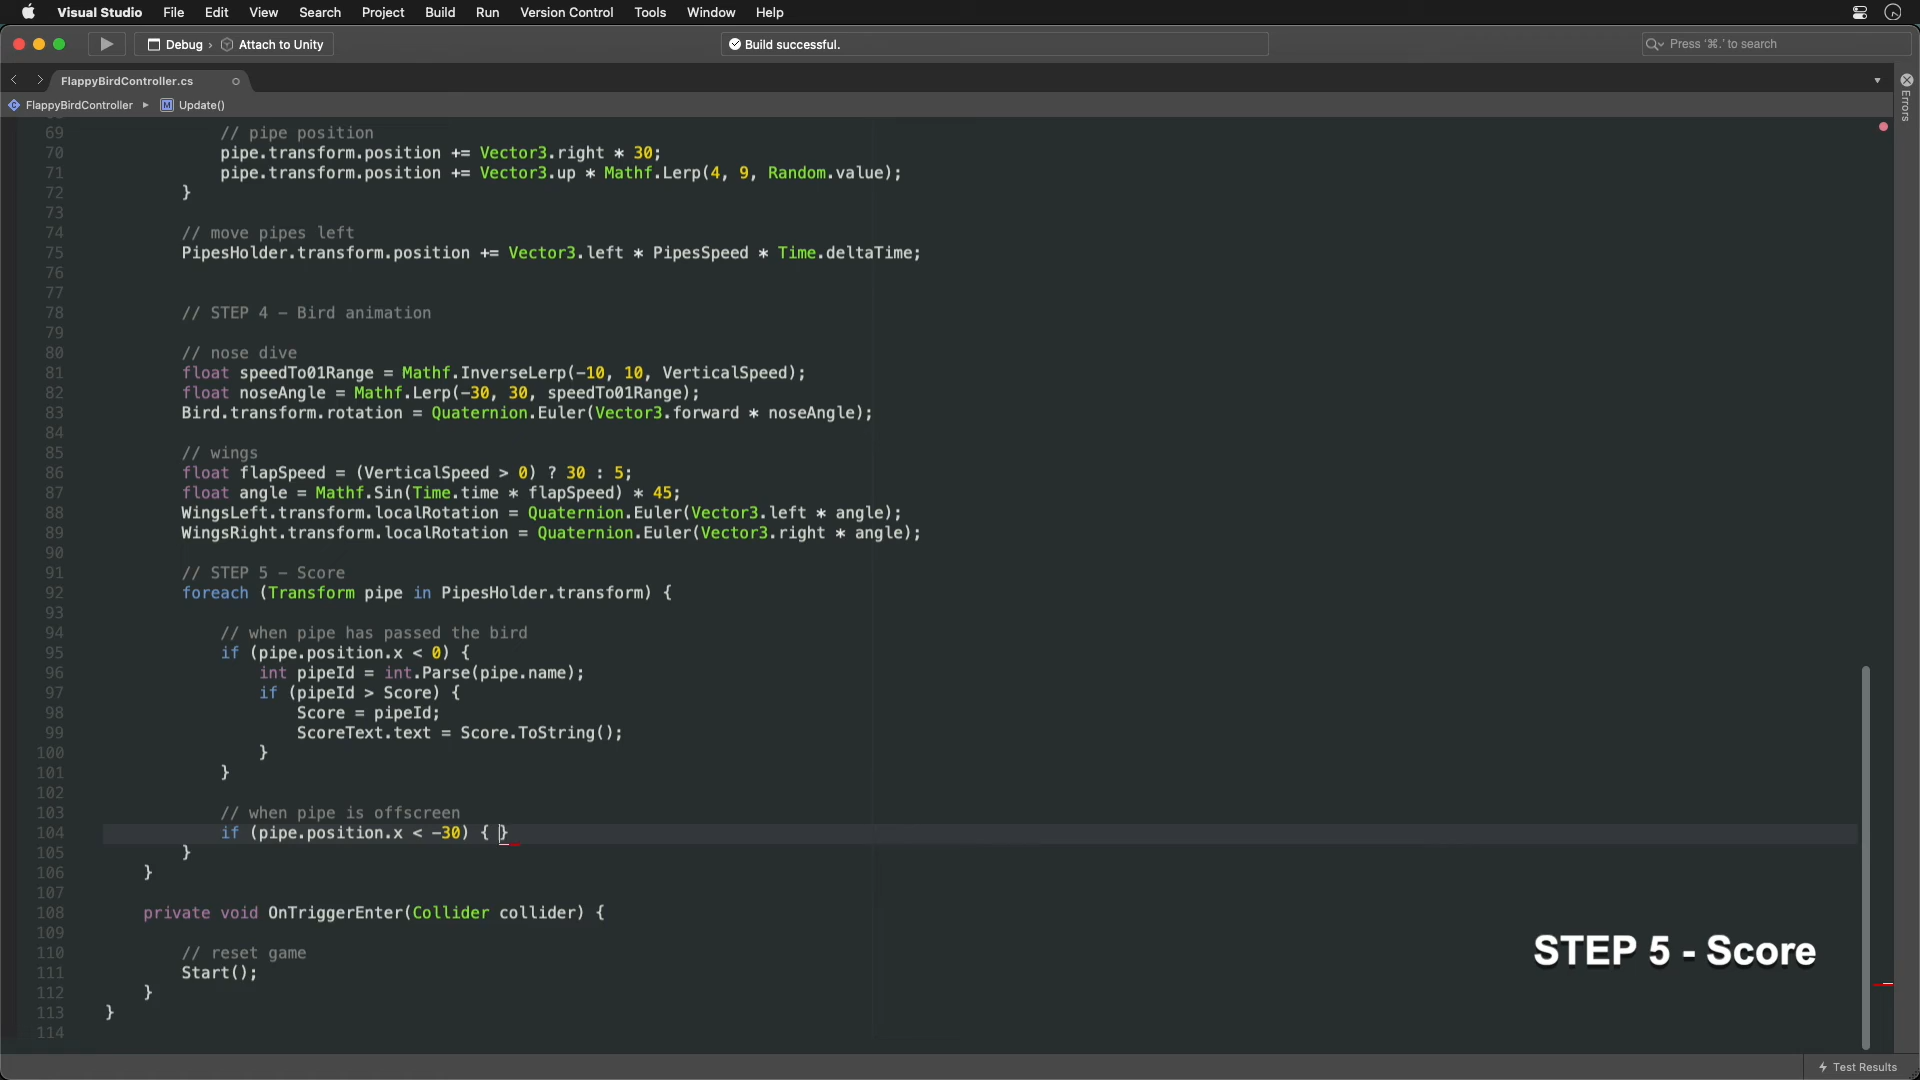 Visual Studio File Edit View Search Project Build Run Version Control Tools Window Help
Debug › Attach to Unity Build successful. Press ‘⌘.’ to search
FlappyBirdController.cs
FlappyBirdController ▸ M Update()
Errors
69 // pipe position
70 pipe.transform.position += Vector3.right * 30;
71 pipe.transform.position += Vector3.up * Mathf.Lerp(4, 9, Random.value);
72 }
73
74 // move pipes left
75 PipesHolder.transform.position += Vector3.left * PipesSpeed * Time.deltaTime;
76
77
78 // STEP 4 – Bird animation
79
80 // nose dive
81 float speedTo01Range = Mathf.InverseLerp(-10, 10, VerticalSpeed);
82 float noseAngle = Mathf.Lerp(-30, 30, speedTo01Range);
83 Bird.transform.rotation = Quaternion.Euler(Vector3.forward * noseAngle);
84
85 // wings
86 float flapSpeed = (VerticalSpeed > 0) ? 30 : 5;
87 float angle = Mathf.Sin(Time.time * flapSpeed) * 45;
88 WingsLeft.transform.localRotation = Quaternion.Euler(Vector3.left * angle);
89 WingsRight.transform.localRotation = Quaternion.Euler(Vector3.right * angle);
90
91 // STEP 5 – Score
92 foreach (Transform pipe in PipesHolder.transform) {
93
94 // when pipe has passed the bird
95 if (pipe.position.x < 0) {
96 int pipeId = int.Parse(pipe.name);
97 if (pipeId > Score) {
98 Score = pipeId;
99 ScoreText.text = Score.ToString();
100 }
101 }
102
103 // when pipe is offscreen
104 if (pipe.position.x < -30) { }
105 }
106 }
107
108 private void OnTriggerEnter(Collider collider) {
109
110 // reset game
111 Start();
112 }
113 }
114
STEP 5 - Score
Test Results